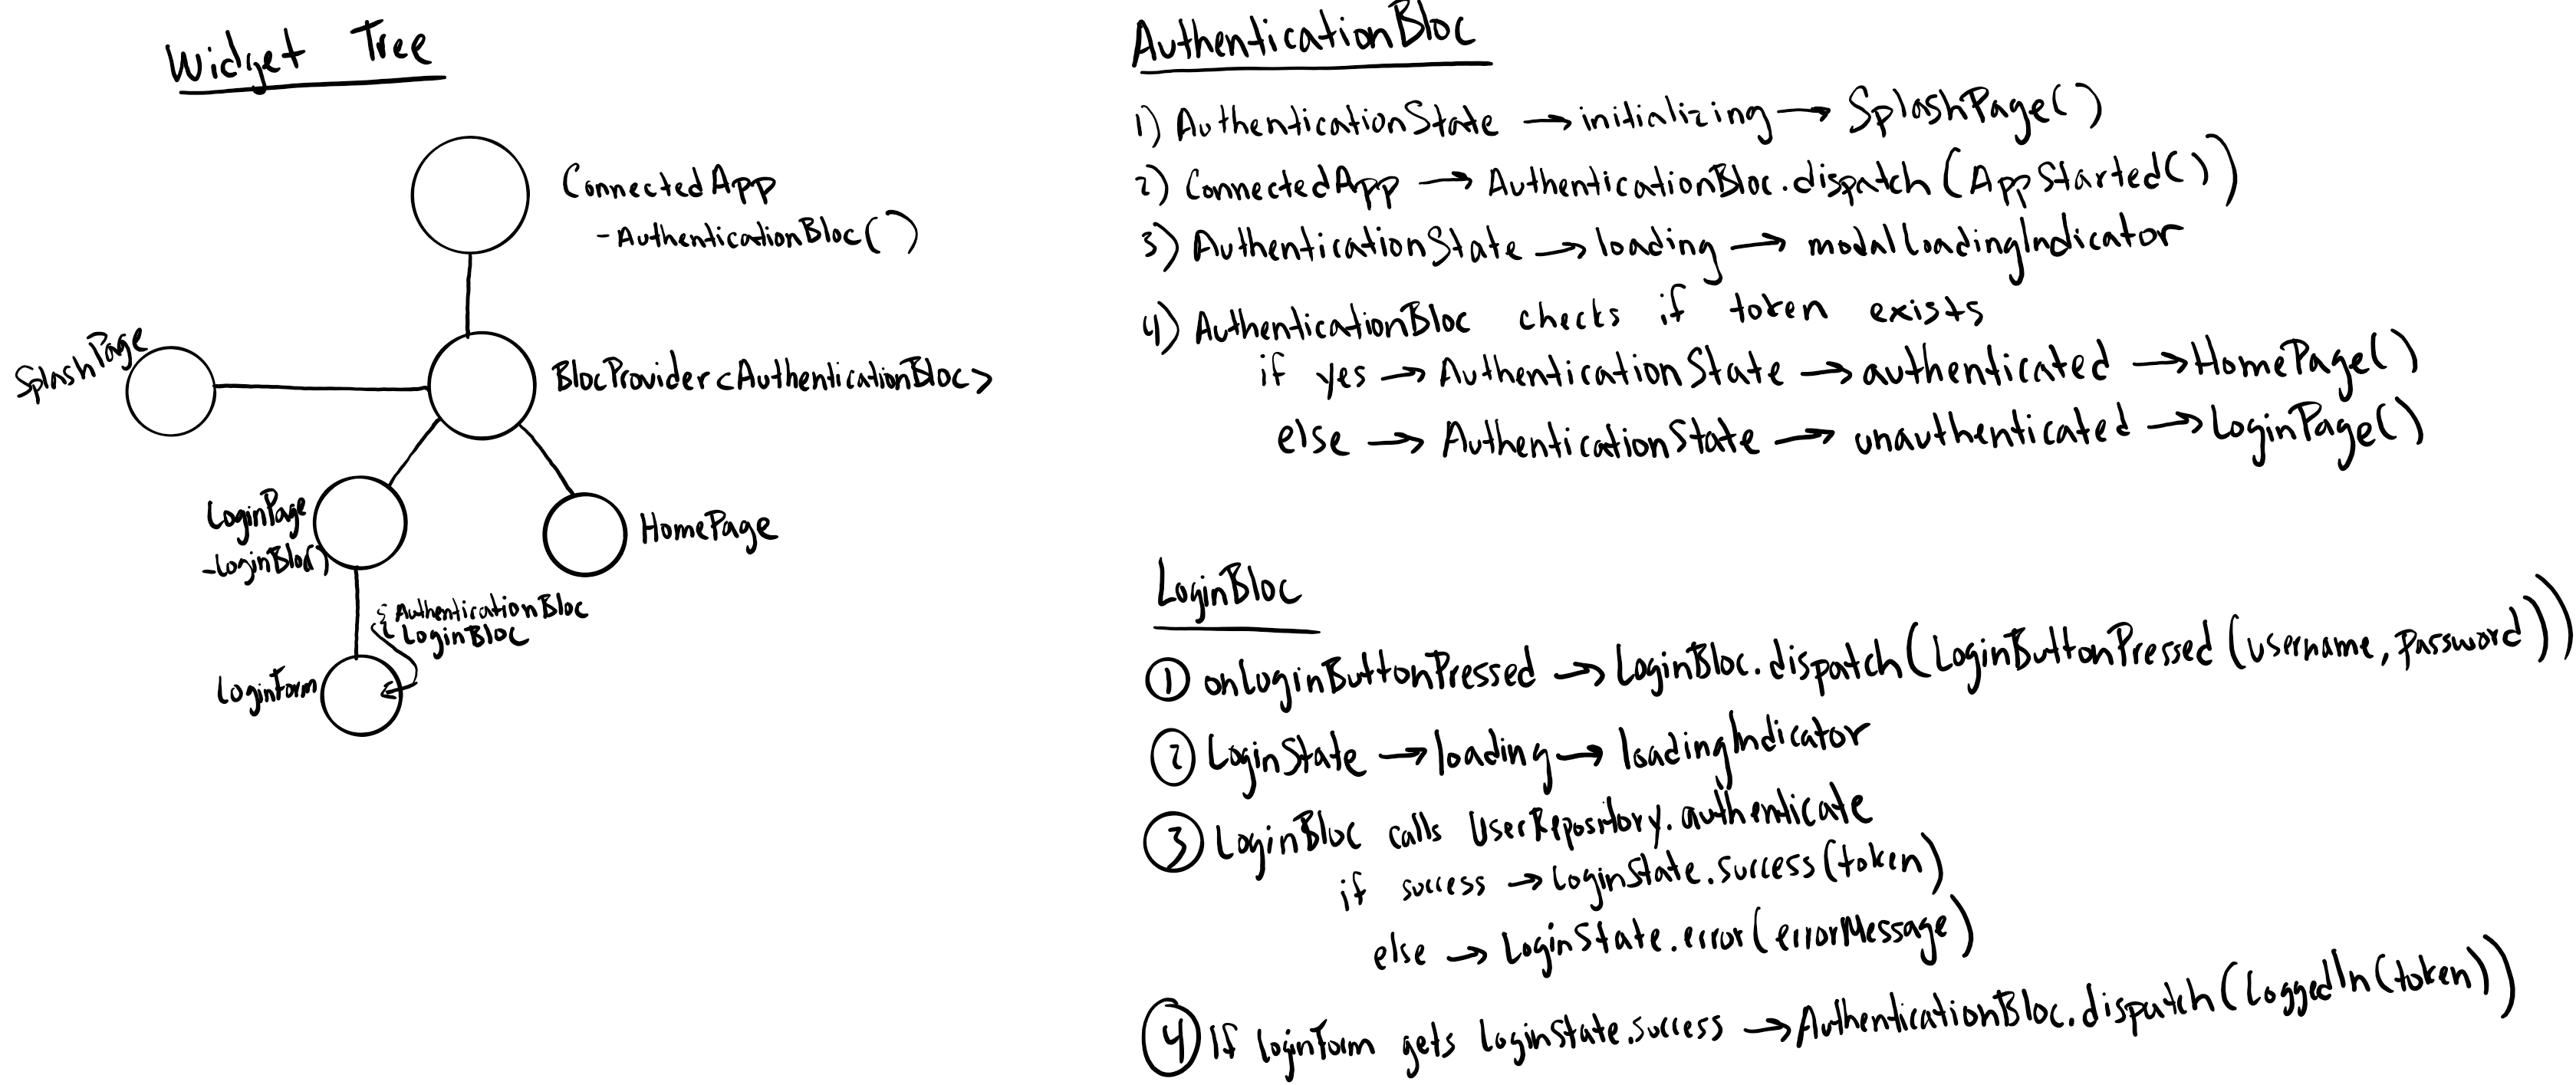 Widget Tree
ConnectedApp
- AuthenticationBloc()
SplashPage
BlocProvider<AuthenticationBloc>
LoginPage
- LoginBloc()
HomePage
{ AuthenticationBloc
LoginBloc
LoginForm
AuthenticationBloc
1) AuthenticationState → initializing → SplashPage()
2) ConnectedApp → AuthenticationBloc.dispatch(AppStarted())
3) AuthenticationState → loading → modalLoadingIndicator
4) AuthenticationBloc checks if token exists
if yes → AuthenticationState → authenticated → HomePage()
else → AuthenticationState → unauthenticated → LoginPage()
LoginBloc
① onLoginButtonPressed → LoginBloc.dispatch(LoginButtonPressed(username, password))
② LoginState → loading → loadingIndicator
③ LoginBloc calls UserRepository.authenticate
if success → LoginState.success(token)
else → LoginState.error(errorMessage)
④ If loginForm gets loginState.success → AuthenticationBloc.dispatch(LoggedIn(token))